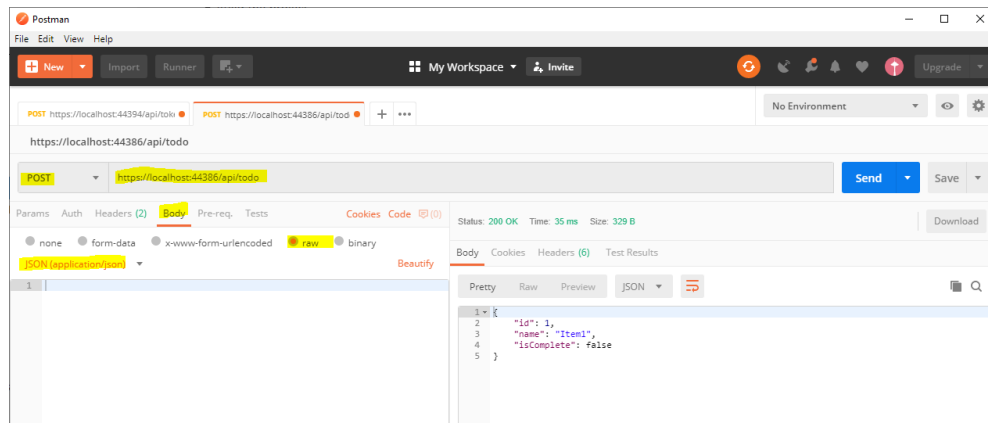 Postman
File Edit View Help
New Import Runner My Workspace Invite Upgrade
POST https://localhost:44394/api/tok POST https://localhost:44386/api/tod + ••• No Environment
https://localhost:44386/api/todo
POST https://localhost:44386/api/todo Send Save
Params Auth Headers (2) Body Pre-req. Tests Cookies Code (0) Status: 200 OK Time: 35 ms Size: 329 B Download
none form-data x-www-form-urlencoded raw binary Body Cookies Headers (6) Test Results
JSON (application/json) Beautify
1 Pretty Raw Preview JSON
1 {
2 "id": 1,
3 "name": "Item1",
4 "isComplete": false
5 }